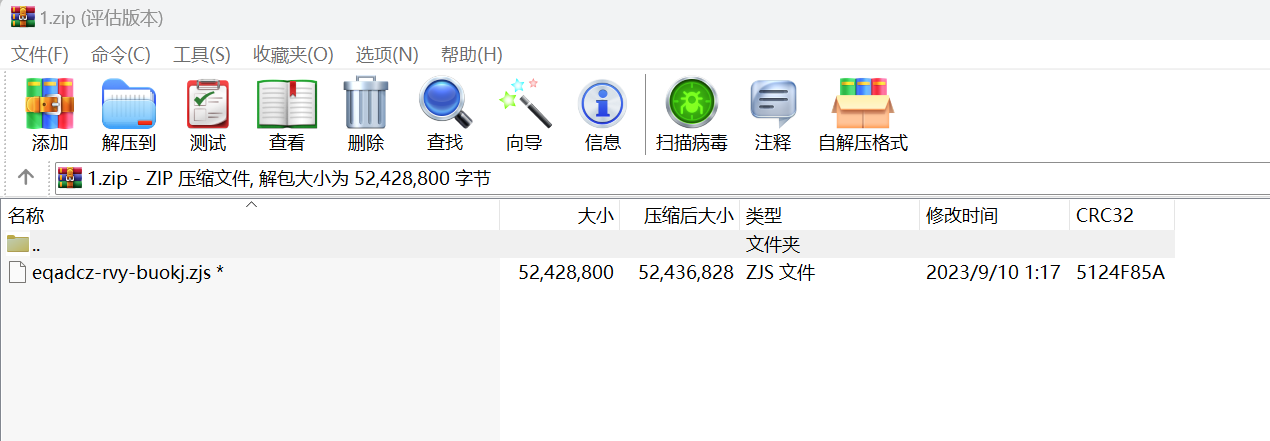 1.zip (评估版本)
文件(F) 命令(C) 工具(S) 收藏夹(O) 选项(N) 帮助(H)
添加 解压到 测试 查看 删除 查找 向导 信息 扫描病毒 注释 自解压格式
1.zip - ZIP 压缩文件, 解包大小为 52,428,800 字节
名称 大小 压缩后大小 类型 修改时间 CRC32
.. 文件夹
eqadcz-rvy-buokj.zjs * 52,428,800 52,436,828 ZJS 文件 2023/9/10 1:17 5124F85A